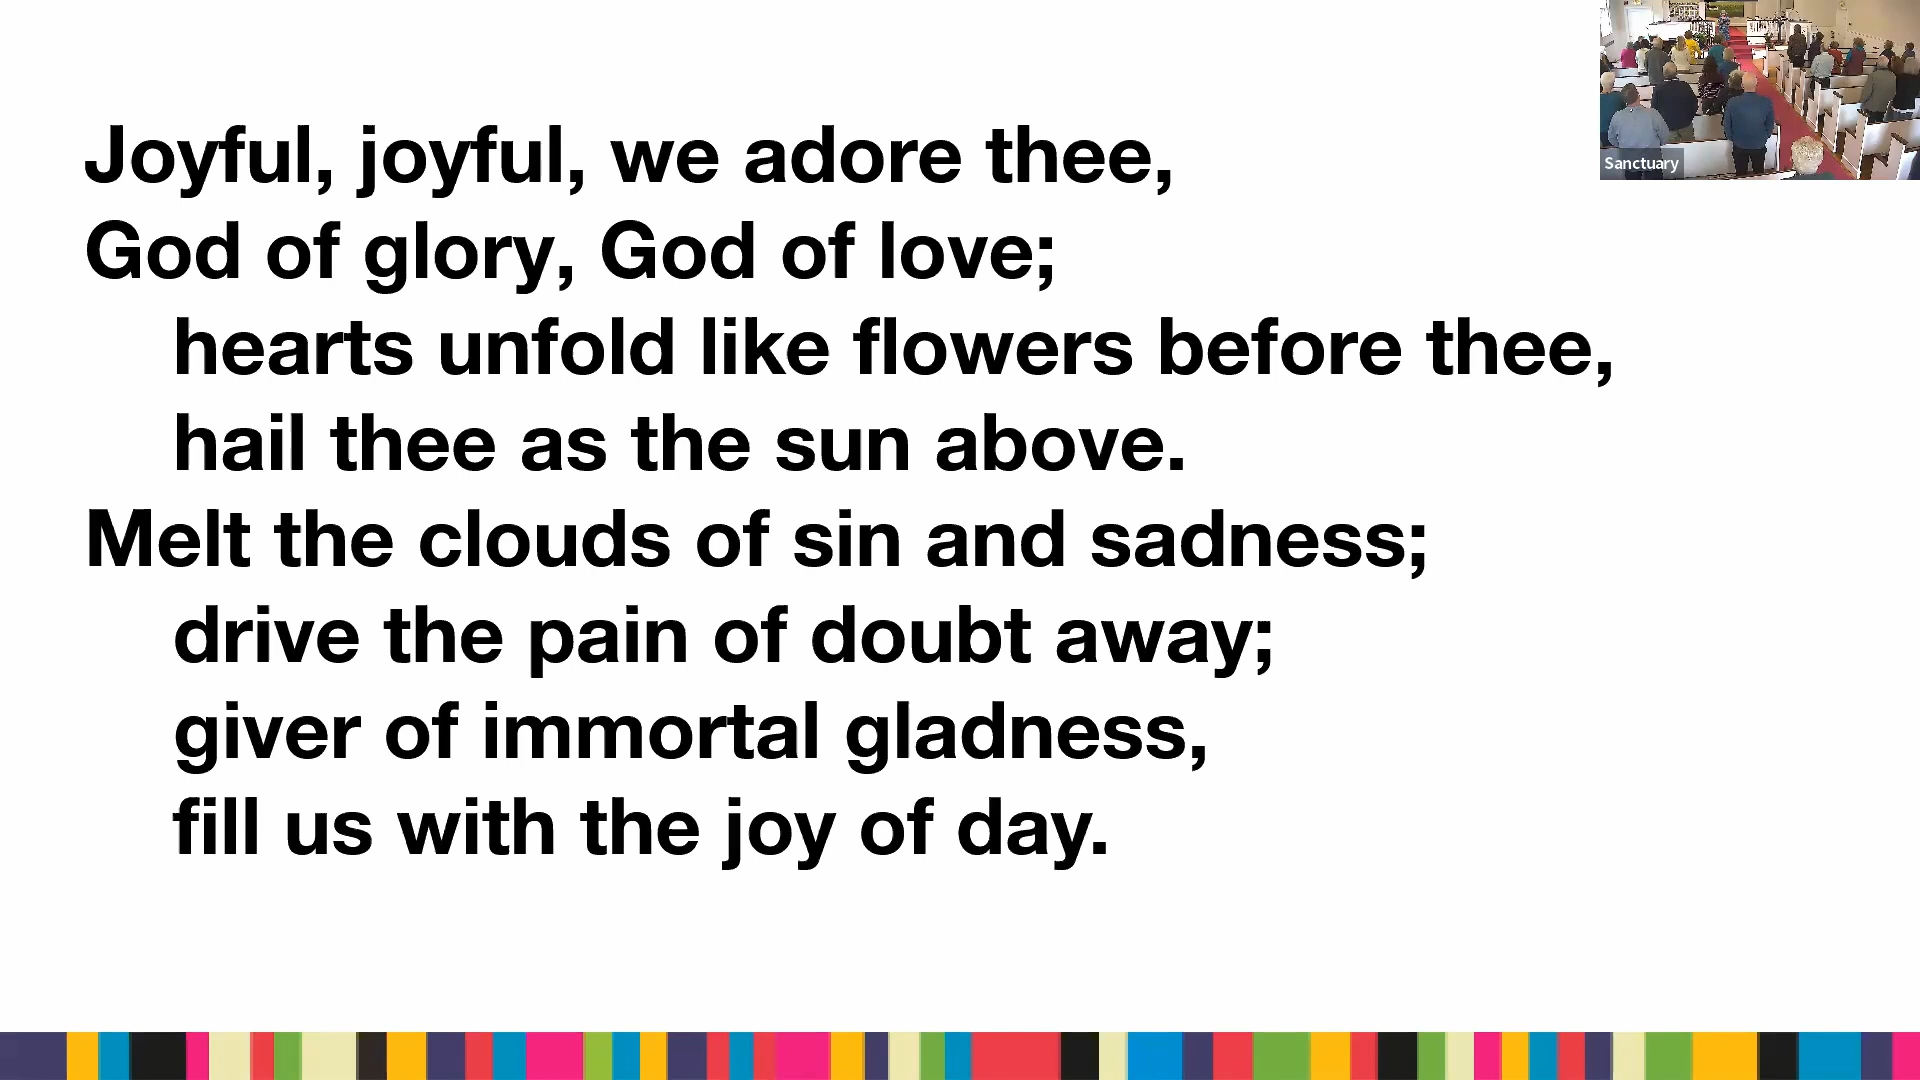 Joyful, joyful, we adore thee,
God of glory, God of love;
hearts unfold like flowers before thee,
hail thee as the sun above.
Melt the clouds of sin and sadness;
drive the pain of doubt away;
giver of immortal gladness,
fill us with the joy of day.
Sanctuary